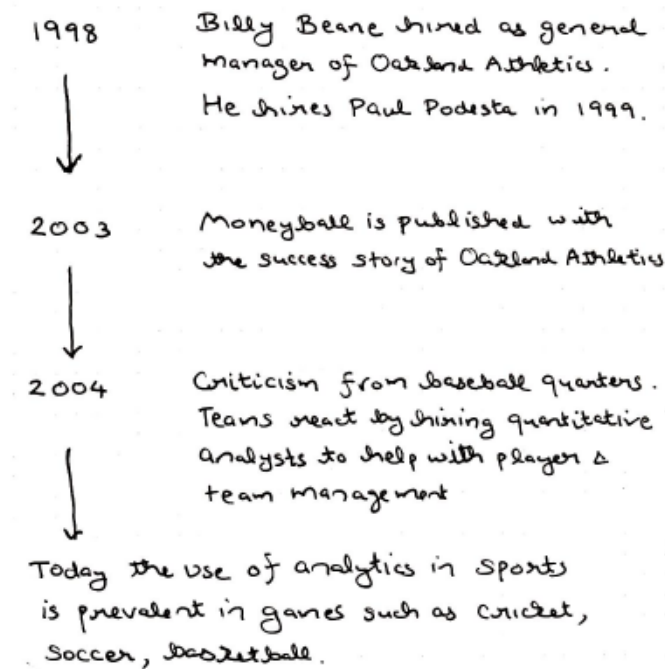 1998 Billy Beane hired as general
manager of Oakland Athletics.
He hires Paul Podesta in 1999.
2003 Moneyball is published with
the success story of Oakland Athletics
2004 Criticism from baseball quarters.
Teams react by hiring quantitative
analysts to help with player &
team management
Today the use of analytics in sports
is prevalent in games such as cricket,
soccer, basketball.